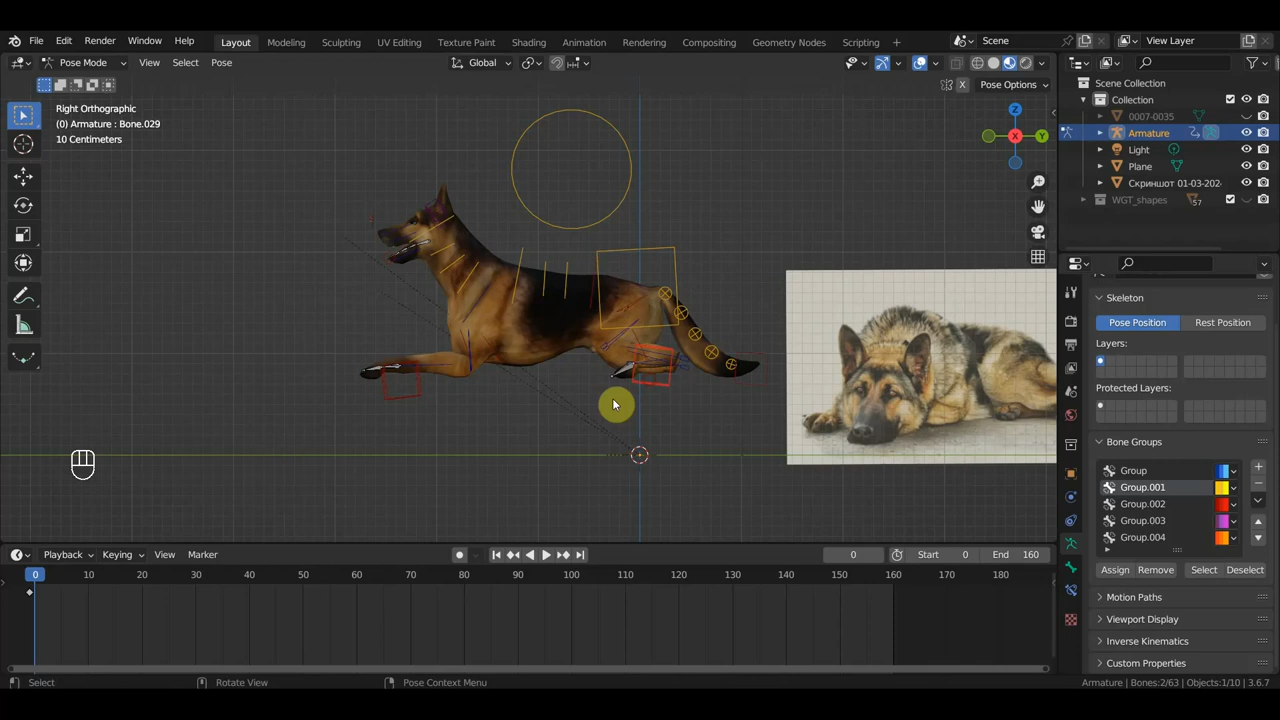 File Edit Render Window Help Layout Modeling Sculpting UV Editing Texture Paint Shading Animation Rendering Compositing Geometry Nodes Scripting + Scene View Layer
Pose Mode View Select Pose Global
X Pose Options
Right Orthographic
(0) Armature : Bone.029
10 Centimeters
Z
X
Y
Scene Collection
Collection
0007-0035
Armature
Light
Plane
Скриншот 01-03-202
WGT_shapes 57
Skeleton
Pose Position Rest Position
Layers:
Protected Layers:
Bone Groups
Group
Group.001
Group.002
Group.003
Group.004
Assign Remove Select Deselect
Motion Paths
Viewport Display
Inverse Kinematics
Custom Properties
Playback Keying View Marker 0 Start 0 End 160
0 10 20 30 40 50 60 70 80 90 100 110 120 130 140 150 160 170 180
Select Rotate View Pose Context Menu Armature | Bones:2/63 | Objects:1/10 | 3.6.7